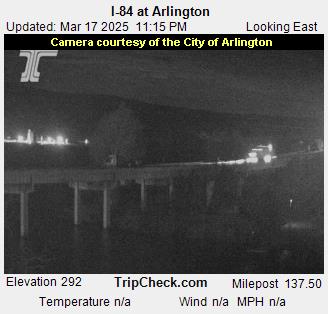 I-84 at Arlington
Updated: Mar 17 2025 11:15 PM Looking East
Camera courtesy of the City of Arlington
Elevation 292 TripCheck.com Milepost 137.50
Temperature n/a Wind n/a MPH n/a